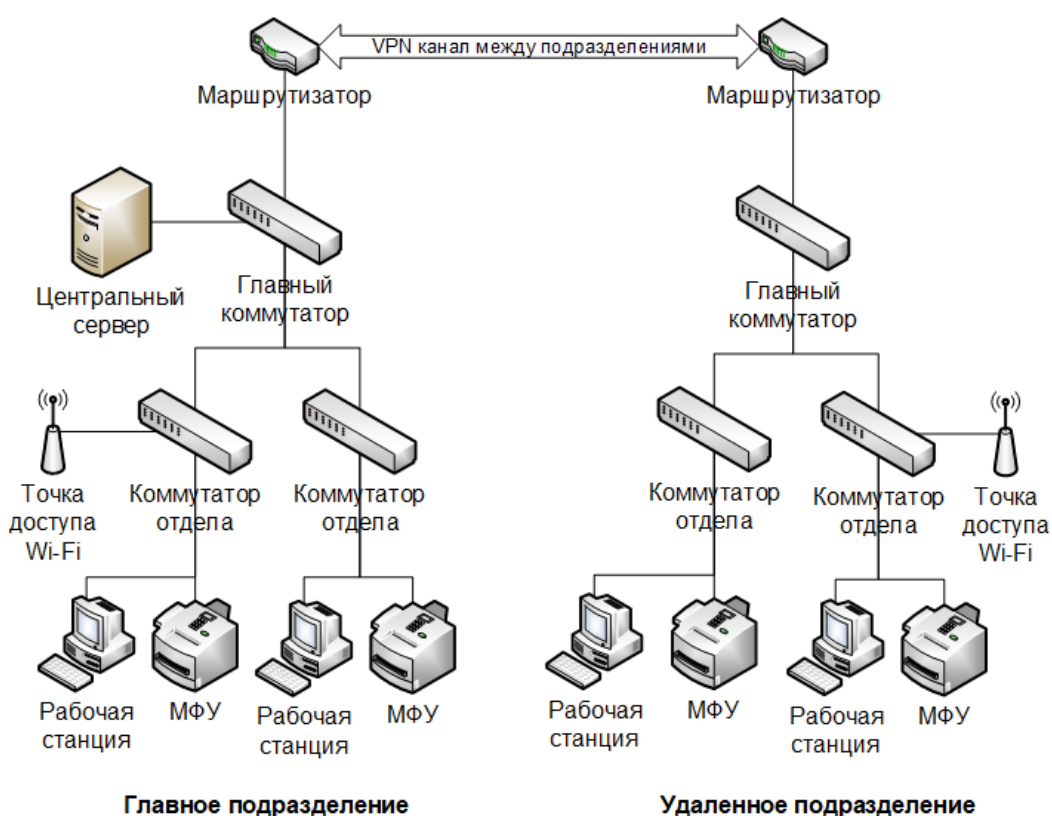 VPN канал между подразделениями
Маршрутизатор
Маршрутизатор
Центральный
сервер
Главный
коммутатор
Главный
коммутатор
Точка
доступа
Wi-Fi
Коммутатор
отдела
Коммутатор
отдела
Коммутатор
отдела
Коммутатор
отдела
Точка
доступа
Wi-Fi
Рабочая
станция
МФУ
Рабочая
станция
МФУ
Рабочая
станция
МФУ
Рабочая
станция
МФУ
Главное подразделение
Удаленное подразделение